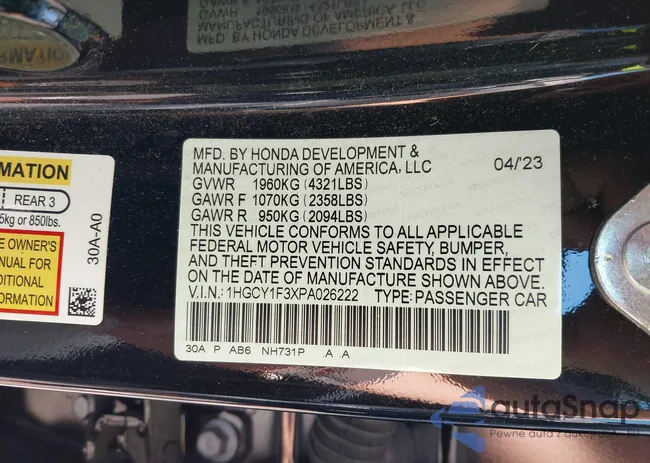 MFD. BY HONDA DEVELOPMENT &
MANUFACTURING OF AMERICA, LLC 04/'23
GVWR 1960KG (4321LBS)
GAWR F 1070KG (2358LBS)
GAWR R 950KG (2094LBS)
THIS VEHICLE CONFORMS TO ALL APPLICABLE
FEDERAL MOTOR VEHICLE SAFETY, BUMPER,
AND THEFT PREVENTION STANDARDS IN EFFECT
ON THE DATE OF MANUFACTURE SHOWN ABOVE.
V.I.N.: 1HGCY1F3XPA026222 TYPE: PASSENGER CAR
30A P AB6 NH731P .A .A
MATION
REAR 3
5kg or 850lbs.
E OWNER'S
NUAL FOR
DITIONAL
ORMATION
30A-A0
autoSnap
Pewne auta z aukcji